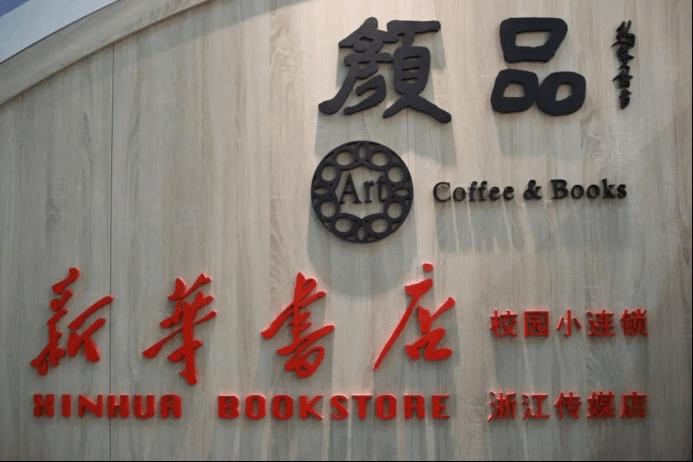 顏品
Art
Coffee & Books
新華書店
XINHUA BOOKSTORE
校园小连锁
浙江传媒店